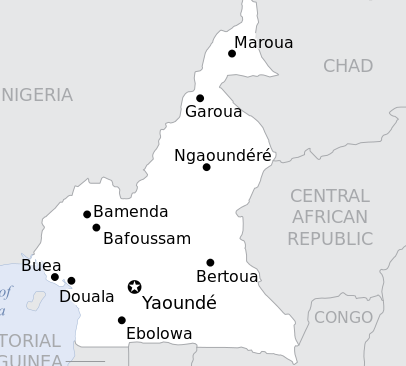 Maroua
CHAD
NIGERIA
Garoua
Ngaoundéré
CENTRAL
AFRICAN
REPUBLIC
Bamenda
Bafoussam
Buea
Bertoua
of
Douala
Yaoundé
CONGO
Ebolowa
TORIAL
GUINEA